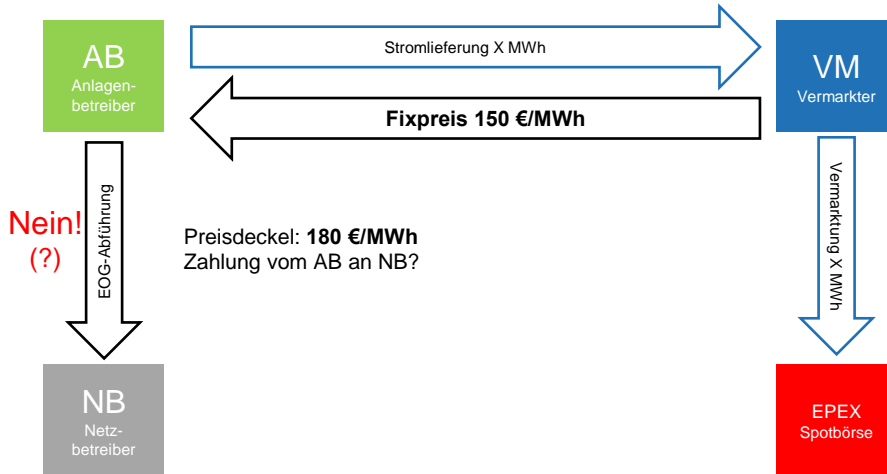 AB
Anlagen-
betreiber
Stromlieferung X MWh
VM
Vermarkter
Fixpreis 150 €/MWh
Nein!
(?)
EOG-Abführung
Preisdeckel: 180 €/MWh
Zahlung vom AB an NB?
Vermarktung X MWh
NB
Netz-
betreiber
EPEX
Spotbörse